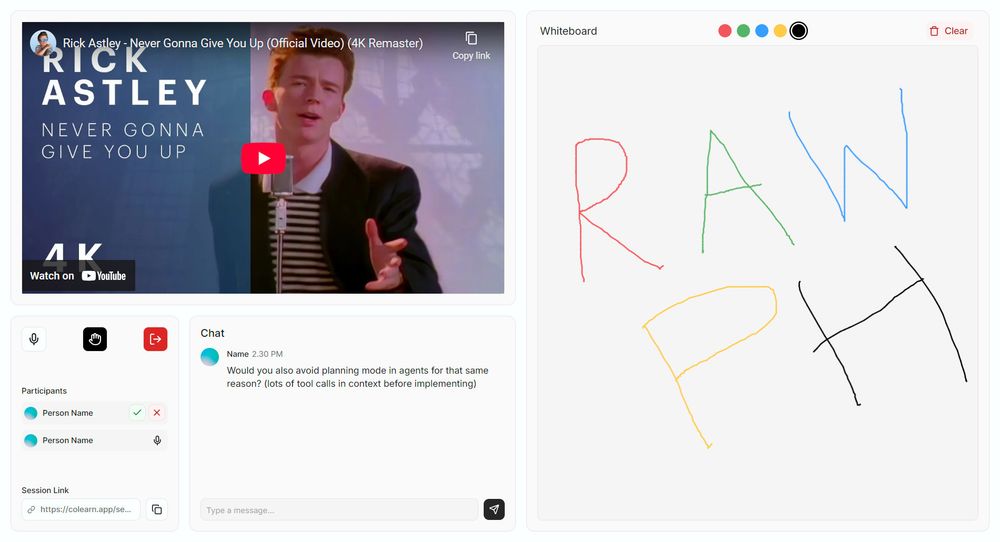 Rick Astley - Never Gonna Give You Up (Official Video) (4K Remaster)
Copy link
RICK
ASTLEY
NEVER GONNA
GIVE YOU UP
4K
Watch on YouTube
Participants
Person Name
Person Name
Session Link
https://colearn.app/se...
Chat
Name 2.30 PM
Would you also avoid planning mode in agents for that same
reason? (lots of tool calls in context before implementing)
Type a message...
Whiteboard
Clear
RAW
PH